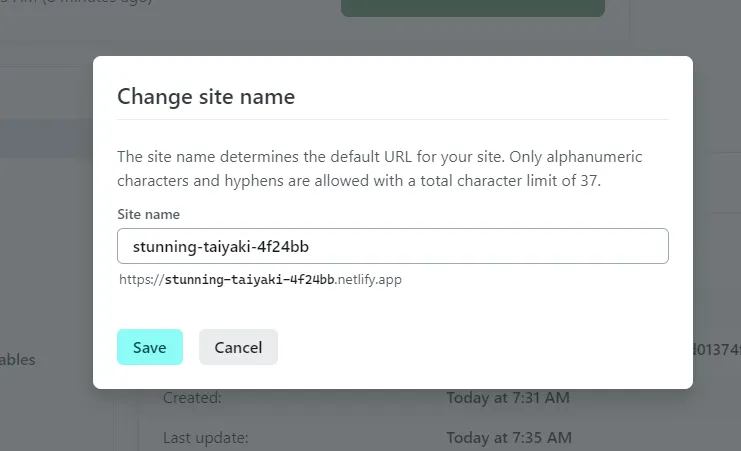 AM (6 minutes ago)
Change site name
The site name determines the default URL for your site. Only alphanumeric
characters and hyphens are allowed with a total character limit of 37.
Site name
stunning-taiyaki-4f24bb
https://stunning-taiyaki-4f24bb.netlify.app
Save Cancel
ables
d01374
Created: Today at 7:31 AM
Last update: Today at 7:35 AM